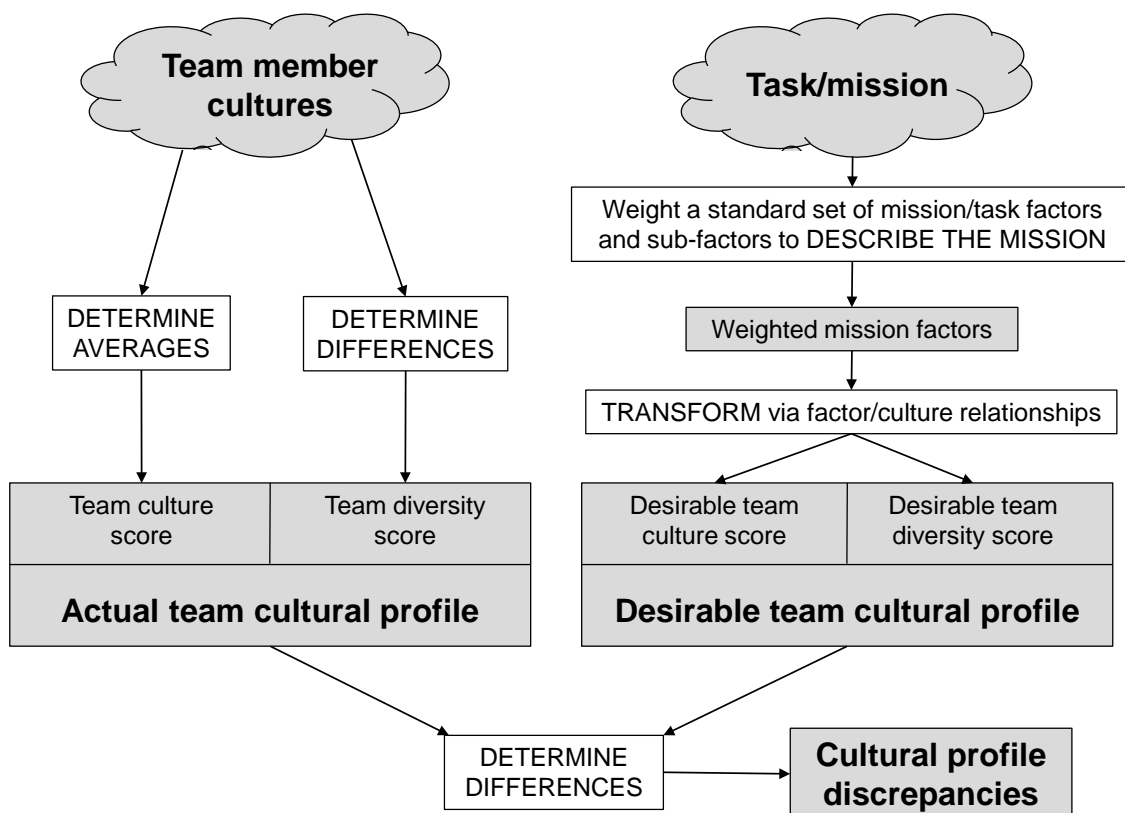 Team member
cultures
Task/mission
Weight a standard set of mission/task factors
and sub-factors to DESCRIBE THE MISSION
DETERMINE
AVERAGES
DETERMINE
DIFFERENCES
Weighted mission factors
TRANSFORM via factor/culture relationships
Team culture
score
Team diversity
score
Desirable team
culture score
Desirable team
diversity score
Actual team cultural profile
Desirable team cultural profile
DETERMINE
DIFFERENCES
Cultural profile
discrepancies